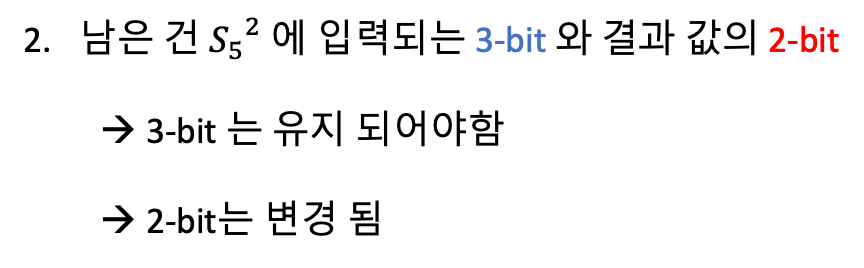 2. 남은 건 S₅² 에 입력되는 3-bit 와 결과 값의 2-bit
→ 3-bit 는 유지 되어야함
→ 2-bit는 변경 됨